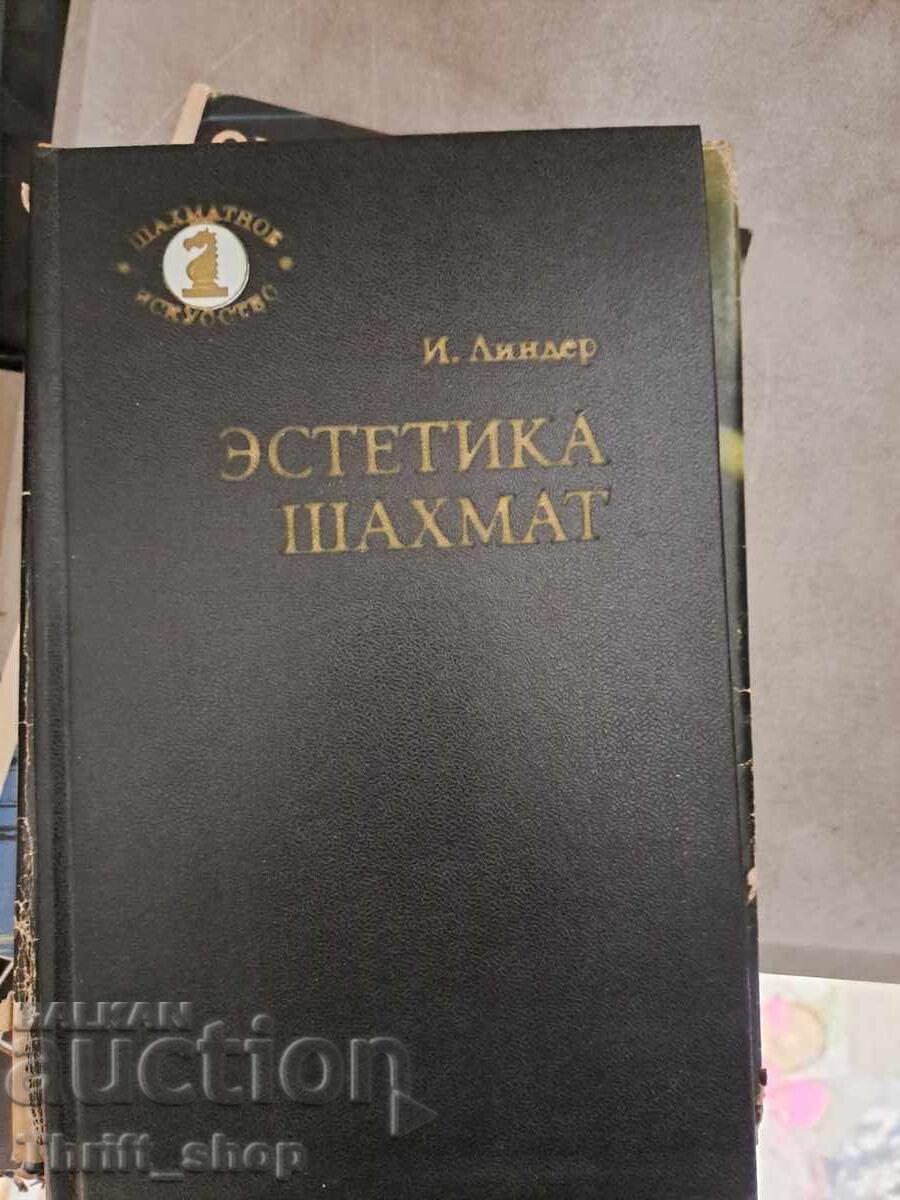 ШАХМАТНОЕ
ИСКУССТВО
И. Линдер
ЭСТЕТИКА
ШАХМАТ
BALKAN
auction
Thrift_shop